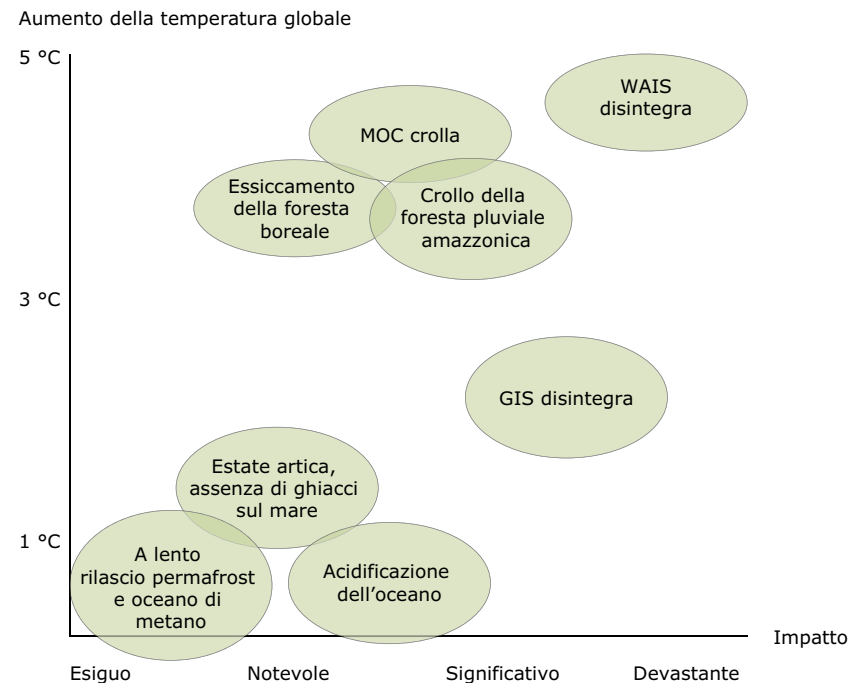 Aumento della temperatura globale
5 °C
WAIS
disintegra
MOC crolla
Essiccamento
della foresta
boreale
Crollo della
foresta pluviale
amazzonica
3 °C
GIS disintegra
Estate artica,
assenza di ghiacci
sul mare
1 °C
A lento
rilascio permafrost
e oceano di
metano
Acidificazione
dell’oceano
Impatto
Esiguo
Notevole
Significativo
Devastante